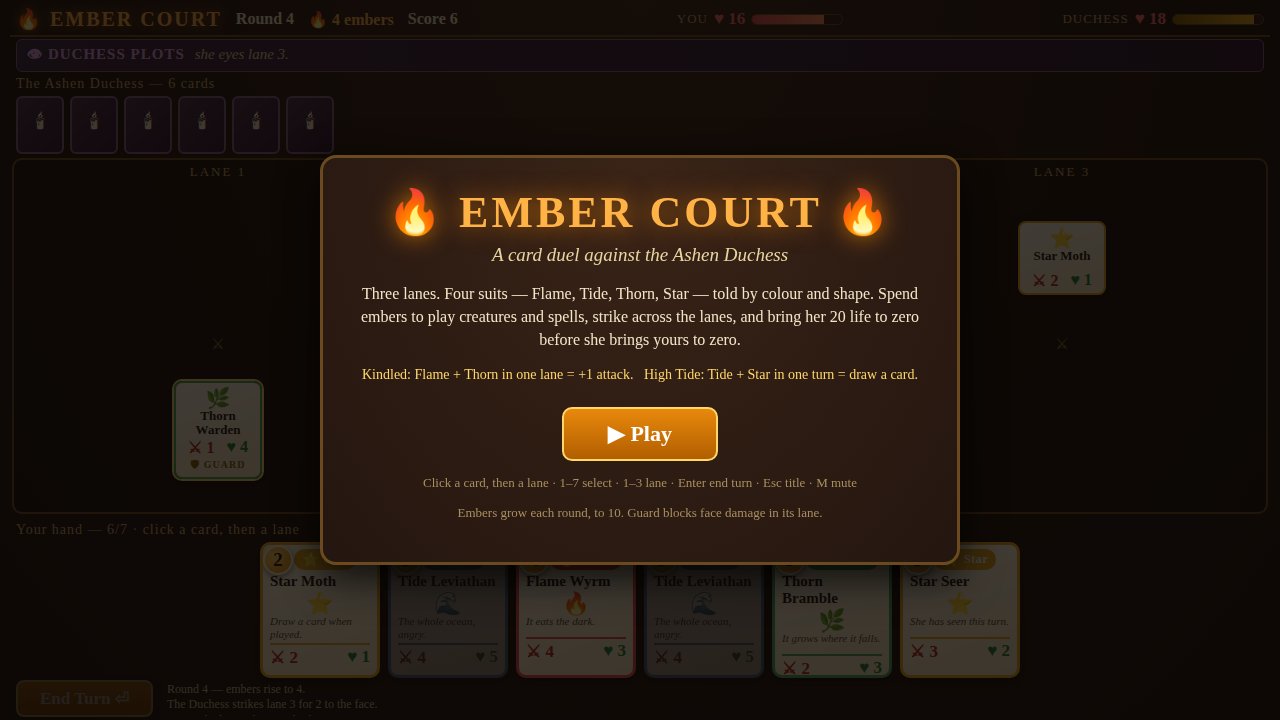 EMBER COURT Round 4 4 embers Score 6 YOU ♥ 16 DUCHESS ♥ 18
DUCHESS PLOTS she eyes lane 3.
The Ashen Duchess — 6 cards
LANE 1 LANE 3
EMBER COURT
A card duel against the Ashen Duchess
Three lanes. Four suits — Flame, Tide, Thorn, Star — told by colour and shape. Spend
embers to play creatures and spells, strike across the lanes, and bring her 20 life to zero
before she brings yours to zero.
Kindled: Flame + Thorn in one lane = +1 attack. High Tide: Tide + Star in one turn = draw a card.
▶ Play
Click a card, then a lane · 1–7 select · 1–3 lane · Enter end turn · Esc title · M mute
Embers grow each round, to 10. Guard blocks face damage in its lane.
Star Moth
⚔ 2 ♥ 1
Thorn
Warden
⚔ 1 ♥ 4
GUARD
Your hand — 6/7 · click a card, then a lane
2
Star Moth
Draw a card when
played.
⚔ 2 ♥ 1
Tide Leviathan
The whole ocean,
angry.
⚔ 4 ♥ 5
Flame Wyrm
It eats the dark.
⚔ 4 ♥ 3
Tide Leviathan
The whole ocean,
angry.
⚔ 4 ♥ 5
Thorn
Bramble
It grows where it falls.
⚔ 2 ♥ 3
Star
Star Seer
She has seen this turn.
⚔ 3 ♥ 2
End Turn ⏎
Round 4 — embers rise to 4.
The Duchess strikes lane 3 for 2 to the face.